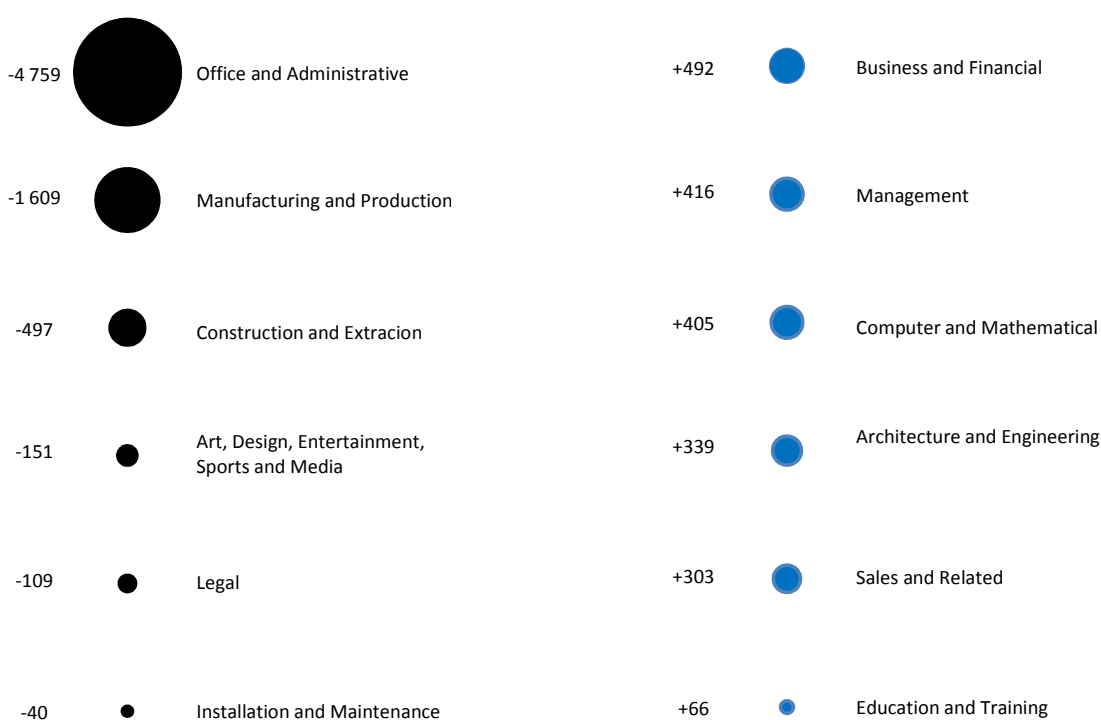 -4 759 Office and Administrative
-1 609 Manufacturing and Production
-497 Construction and Extracion
-151 Art, Design, Entertainment,
Sports and Media
-109 Legal
-40 Installation and Maintenance
+492 Business and Financial
+416 Management
+405 Computer and Mathematical
+339 Architecture and Engineering
+303 Sales and Related
+66 Education and Training